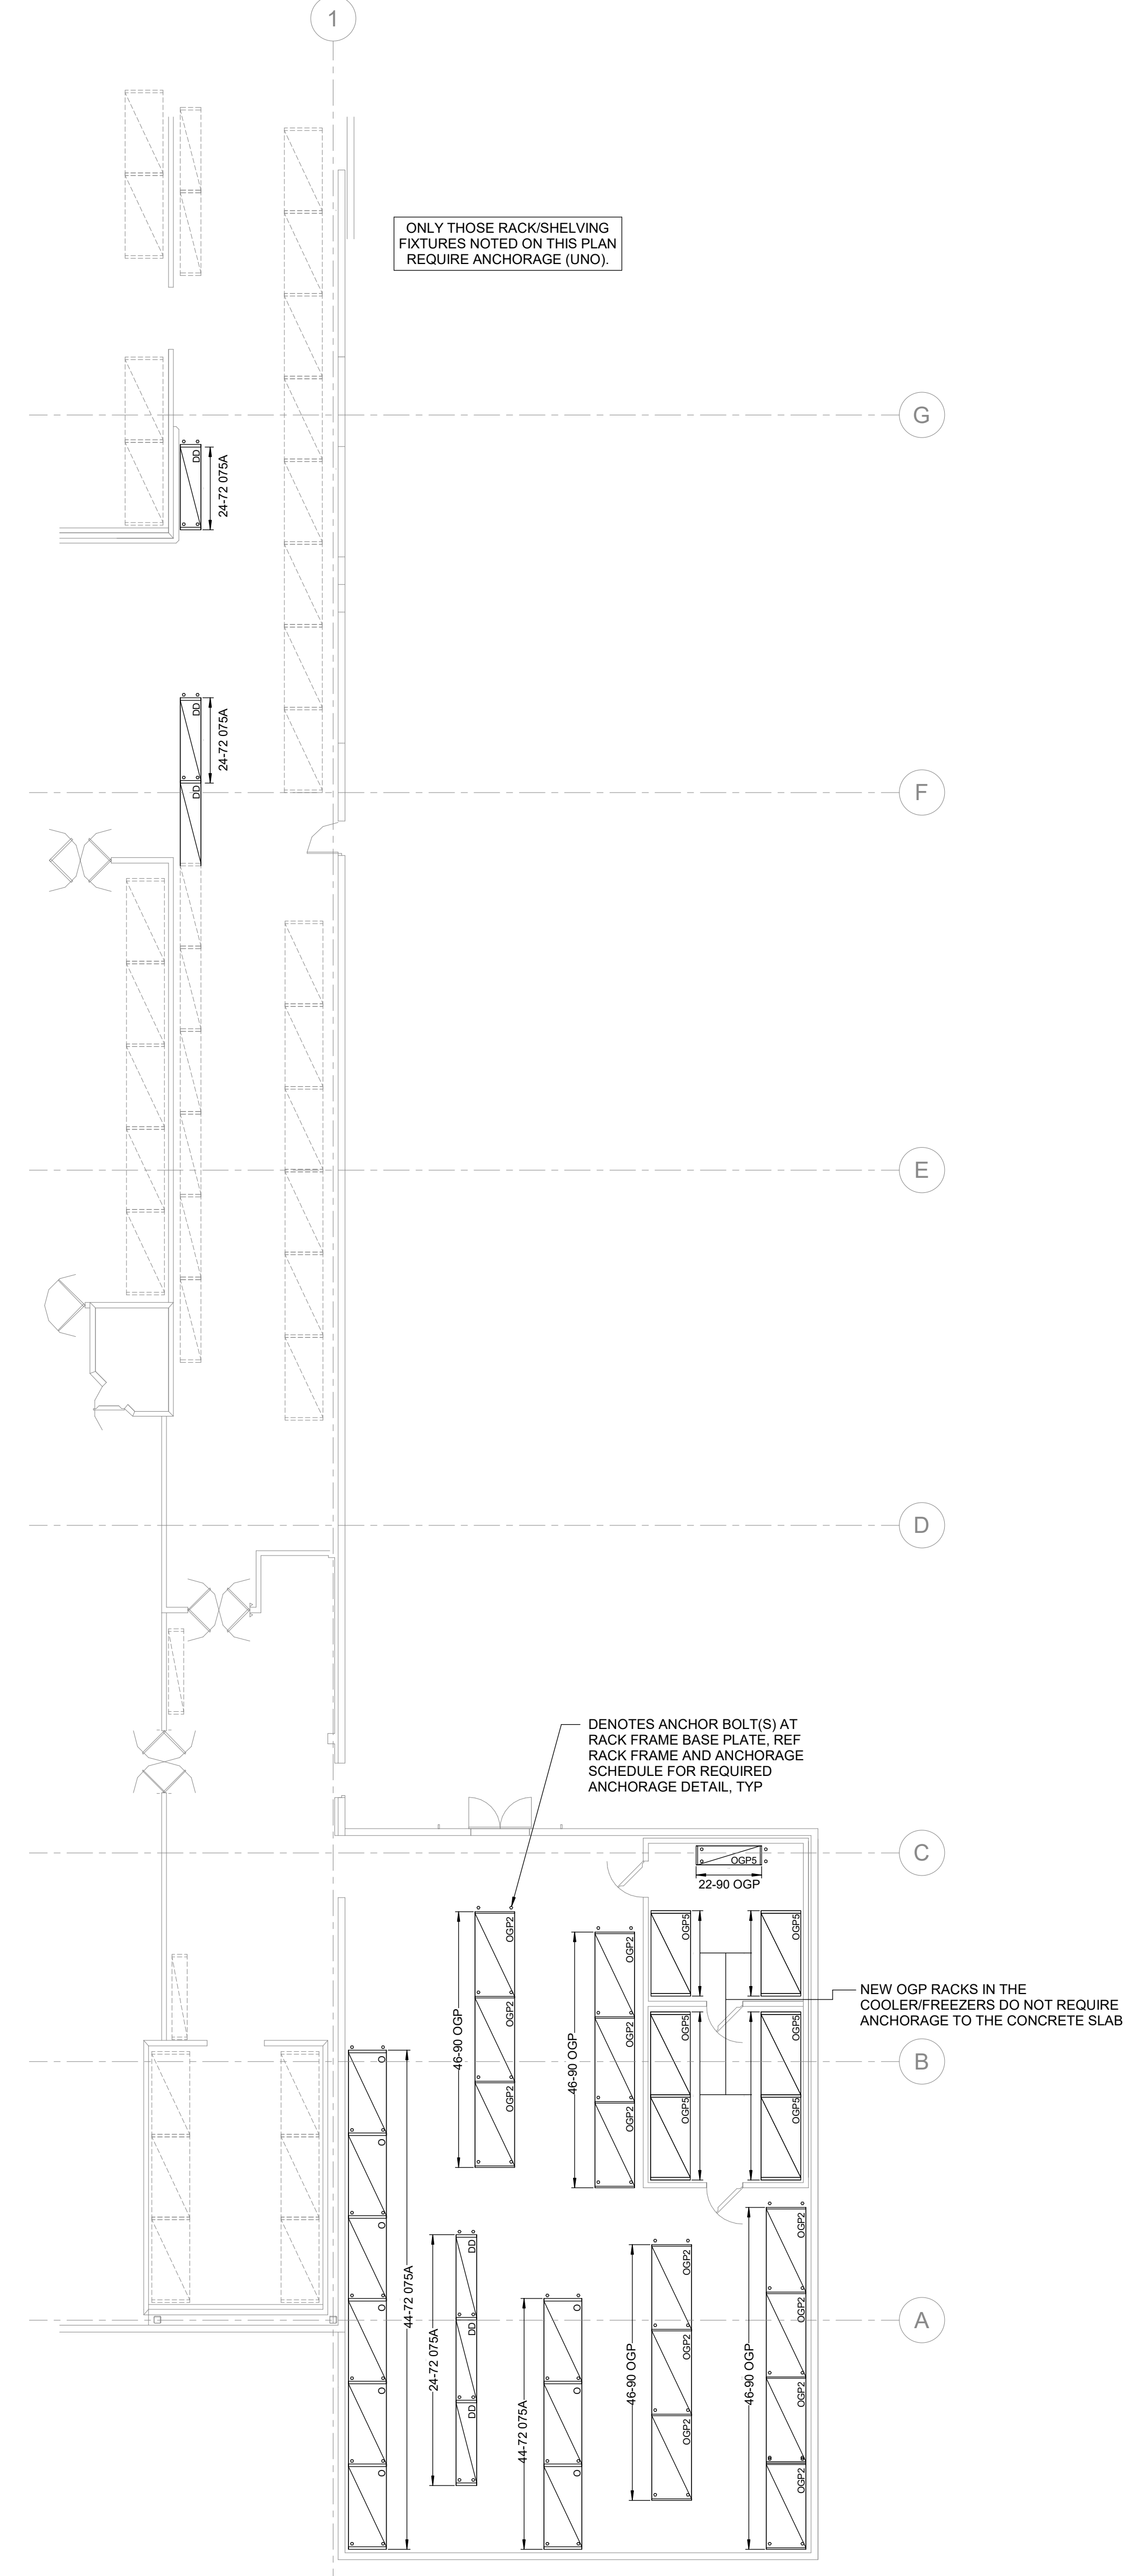 1
ONLY THOSE RACK/SHELVING
FIXTURES NOTED ON THIS PLAN
REQUIRE ANCHORAGE (UNO).
G
DD
24-72 075A
DD
24-72 075A
F
DD
E
D
DENOTES ANCHOR BOLT(S) AT
RACK FRAME BASE PLATE, REF
RACK FRAME AND ANCHORAGE
SCHEDULE FOR REQUIRED
ANCHORAGE DETAIL, TYP
C
OGP5
22-90 OGP
OGP2
OGP2
OGP2
46-90 OGP
OGP2
OGP2
OGP2
46-90 OGP
OGP5
OGP5
OGP5
OGP5
OGP5
OGP5
NEW OGP RACKS IN THE
COOLER/FREEZERS DO NOT REQUIRE
ANCHORAGE TO THE CONCRETE SLAB
B
O
O
O
O
O
O
44-72 075A
DD
DD
DD
24-72 075A
O
O
O
44-72 075A
OGP2
OGP2
OGP2
46-90 OGP
OGP2
OGP2
OGP2
OGP2
46-90 OGP
A